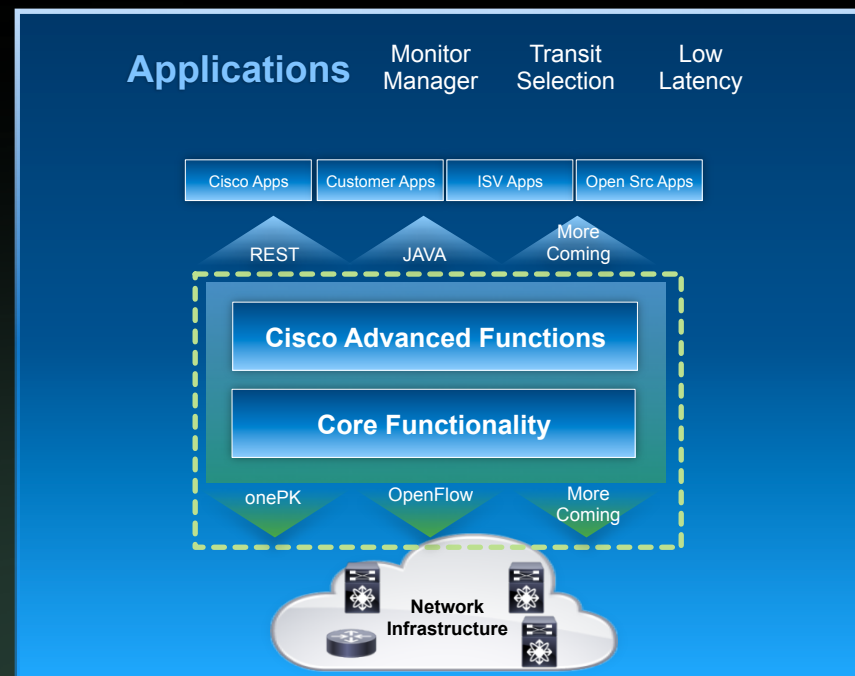 Applications
Monitor
Manager
Transit
Selection
Low
Latency
Cisco Apps
Customer Apps
ISV Apps
Open Src Apps
REST
JAVA
More
Coming
Cisco Advanced Functions
Core Functionality
onePK
OpenFlow
More
Coming
Network
Infrastructure